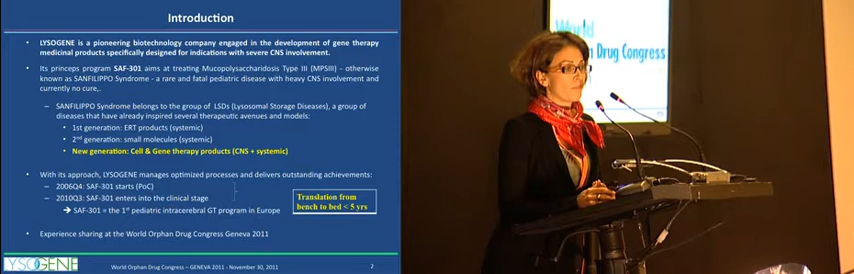 Introduction
• LYSOGENE is a pioneering biotechnology company engaged in the development of gene therapy
medicinal products specifically designed for indications with severe CNS involvement.
• Its princeps program SAF-301 aims at treating Mucopolysaccharidosis Type III (MPSIII) - otherwise
known as SANFILIPPO Syndrome - a rare and fatal pediatric disease with heavy CNS involvement and
currently no cure,.
– SANFILIPPO Syndrome belongs to the group of LSDs (Lysosomal Storage Diseases), a group of
diseases that have already inspired several therapeutic avenues and models:
• 1st generation: ERT products (systemic)
• 2nd generation: small molecules (systemic)
• New generation: Cell & Gene therapy products (CNS + systemic)
• With its approach, LYSOGENE manages optimized processes and delivers outstanding achievements:
– 2006Q4: SAF-301 starts (PoC)
– 2010Q3: SAF-301 enters into the clinical stage
➔ SAF-301 = the 1st pediatric intracerebral GT program in Europe
Translation from
bench to bed < 5 yrs
• Experience sharing at the World Orphan Drug Congress Geneva 2011
LYSOGENE
World Orphan Drug Congress – GENEVA 2011 - November 30, 2011
2
World
n Drug Congress